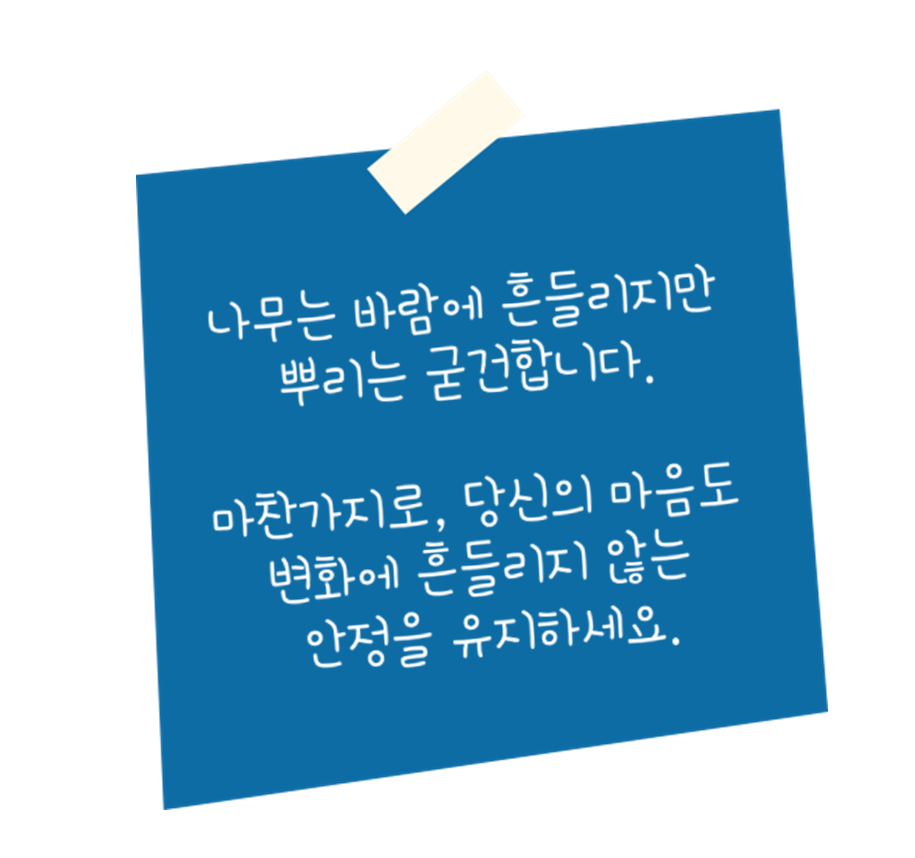 나무는 바람에 흔들리지만
뿌리는 굳건합니다.
마찬가지로, 당신의 마음도
변화에 흔들리지 않는
안정을 유지하세요.